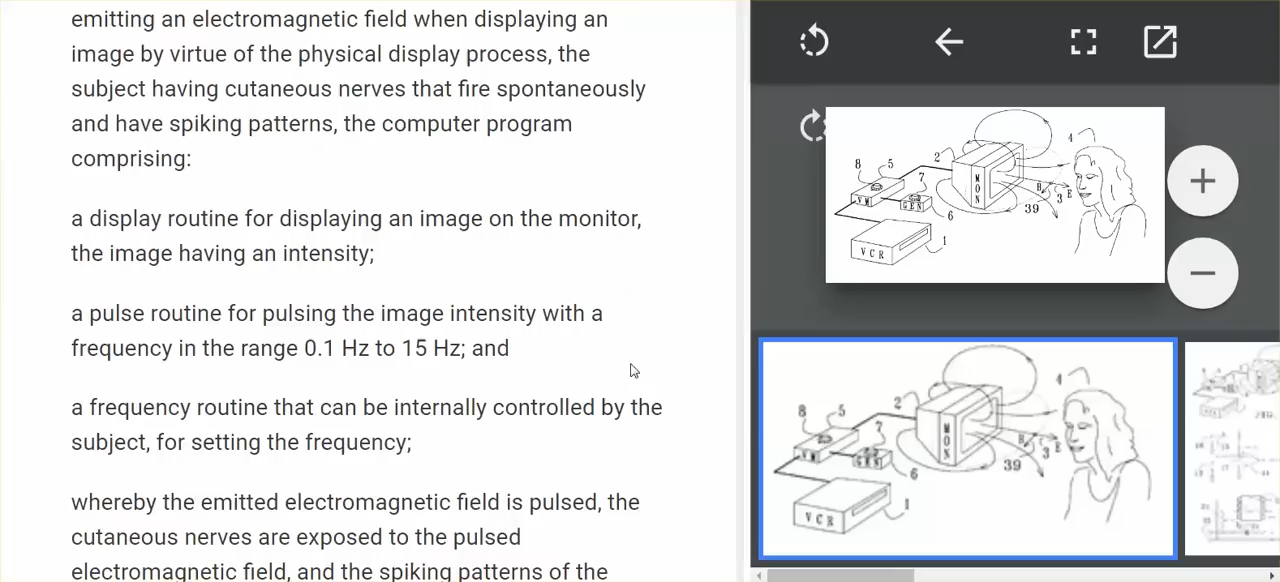 emitting an electromagnetic field when displaying an
image by virtue of the physical display process, the
subject having cutaneous nerves that fire spontaneously
and have spiking patterns, the computer program
comprising:
a display routine for displaying an image on the monitor,
the image having an intensity;
a pulse routine for pulsing the image intensity with a
frequency in the range 0.1 Hz to 15 Hz; and
a frequency routine that can be internally controlled by the
subject, for setting the frequency;
whereby the emitted electromagnetic field is pulsed, the
cutaneous nerves are exposed to the pulsed
electromagnetic field, and the spiking patterns of the
4
2
8
5
7
MON
VM
GEN
H
E
3
39
6
1
VCR
4
2
8
5
7
MON
VM
GEN
H
E
3
39
6
1
VCR